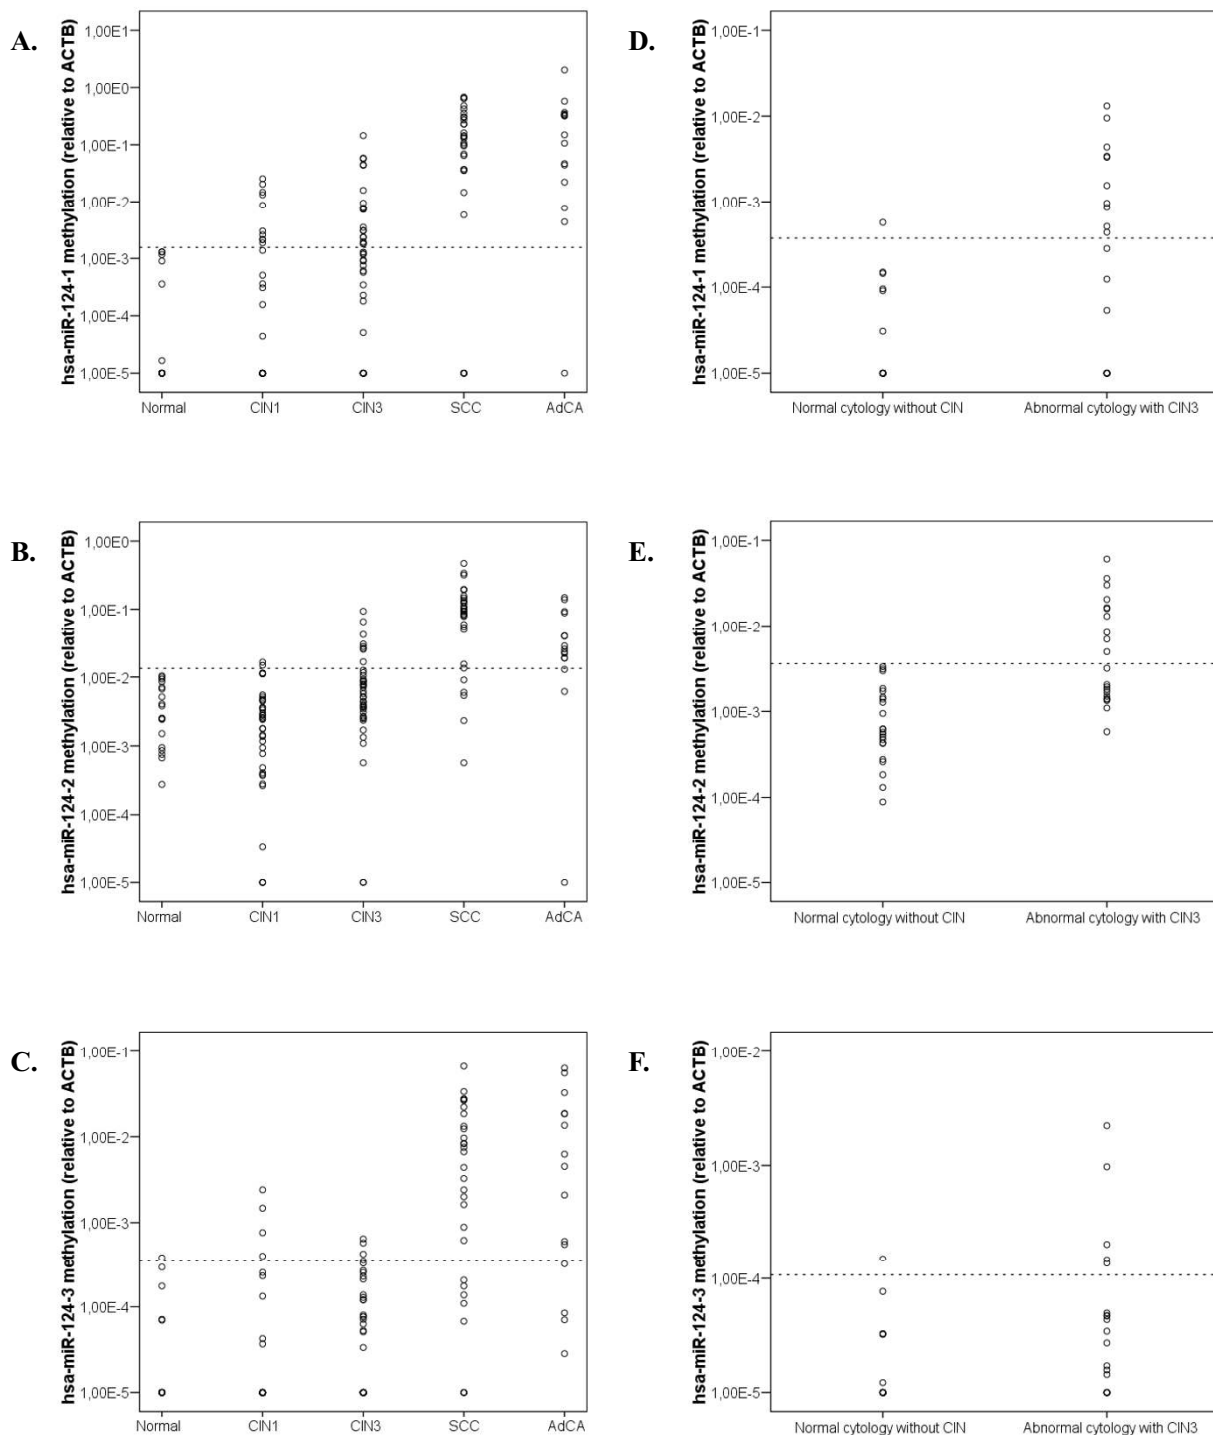 A.
hsa-miR-124-1 methylation (relative to ACTB)
1,00E1
1,00E0
1,00E-1
1,00E-2
1,00E-3
1,00E-4
1,00E-5
Normal CIN1 CIN3 SCC AdCA
D.
hsa-miR-124-1 methylation (relative to ACTB)
1,00E-1
1,00E-2
1,00E-3
1,00E-4
1,00E-5
Normal cytology without CIN Abnormal cytology with CIN3
B.
hsa-miR-124-2 methylation (relative to ACTB)
1,00E0
1,00E-1
1,00E-2
1,00E-3
1,00E-4
1,00E-5
Normal CIN1 CIN3 SCC AdCA
E.
hsa-miR-124-2 methylation (relative to ACTB)
1,00E-1
1,00E-2
1,00E-3
1,00E-4
1,00E-5
Normal cytology without CIN Abnormal cytology with CIN3
C.
hsa-miR-124-3 methylation (relative to ACTB)
1,00E-1
1,00E-2
1,00E-3
1,00E-4
1,00E-5
Normal CIN1 CIN3 SCC AdCA
F.
hsa-miR-124-3 methylation (relative to ACTB)
1,00E-2
1,00E-3
1,00E-4
1,00E-5
Normal cytology without CIN Abnormal cytology with CIN3